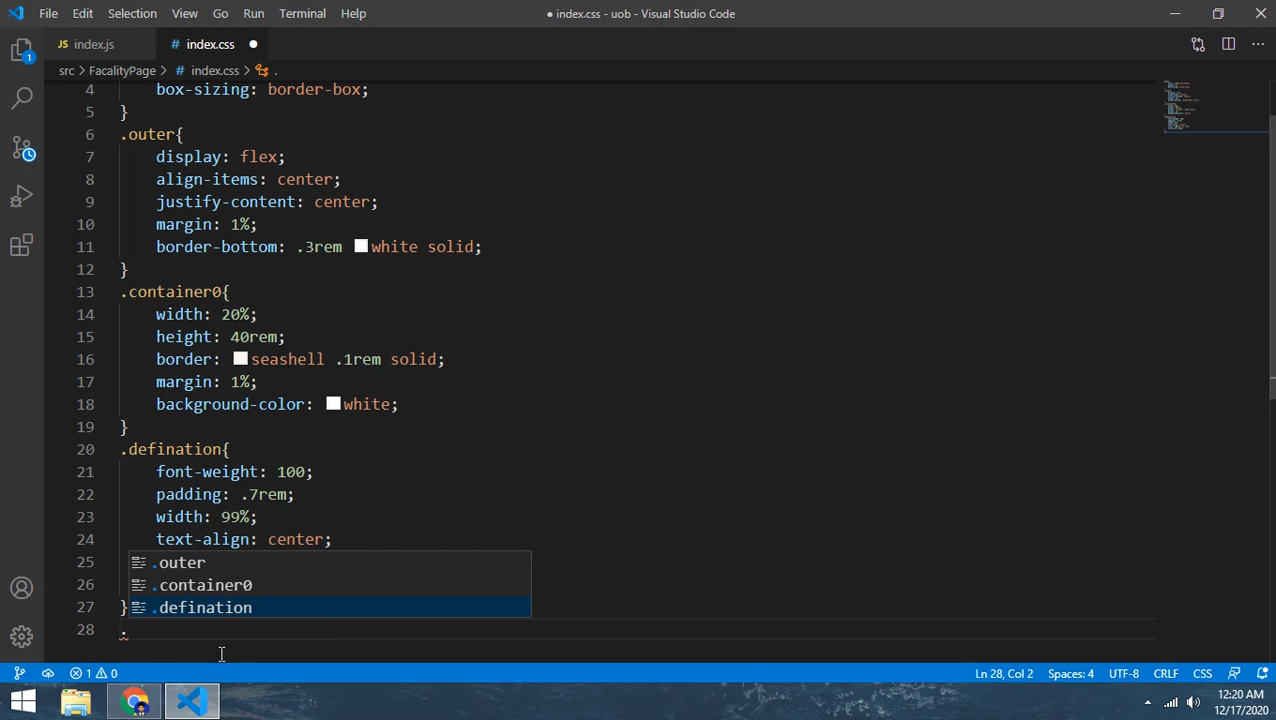 File Edit Selection View Go Run Terminal Help
● index.css - uob - Visual Studio Code
JS index.js
# index.css ●
src > FacalityPage > # index.css > .
4 box-sizing: border-box;
5 }
6 .outer{
7 display: flex;
8 align-items: center;
9 justify-content: center;
10 margin: 1%;
11 border-bottom: .3rem white solid;
12 }
13 .container0{
14 width: 20%;
15 height: 40rem;
16 border: seashell .1rem solid;
17 margin: 1%;
18 background-color: white;
19 }
20 .defination{
21 font-weight: 100;
22 padding: .7rem;
23 width: 99%;
24 text-align: center;
25 .outer
26 .container0
27 } .defination
28 .
1 0
Ln 28, Col 2 Spaces: 4 UTF-8 CRLF CSS
12:20 AM
12/17/2020
1